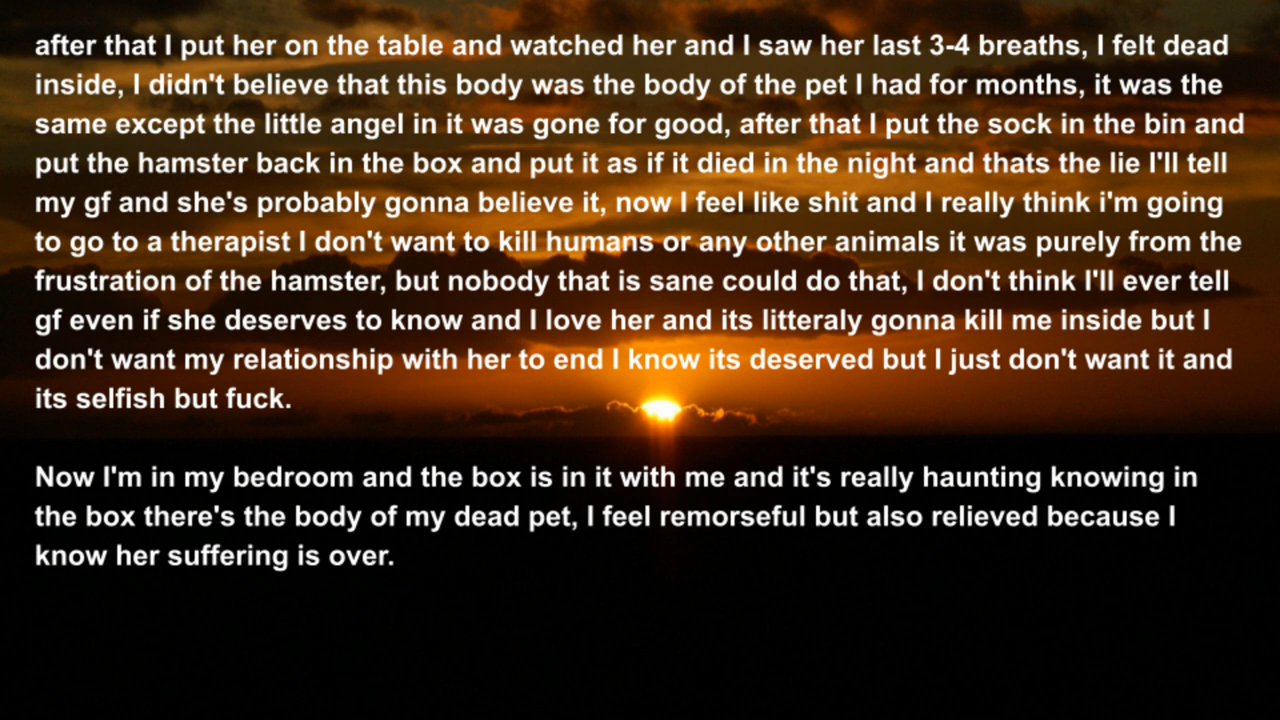 after that I put her on the table and watched her and I saw her last 3-4 breaths, I felt dead
inside, I didn't believe that this body was the body of the pet I had for months, it was the
same except the little angel in it was gone for good, after that I put the sock in the bin and
put the hamster back in the box and put it as if it died in the night and thats the lie I'll tell
my gf and she's probably gonna believe it, now I feel like shit and I really think i'm going
to go to a therapist I don't want to kill humans or any other animals it was purely from the
frustration of the hamster, but nobody that is sane could do that, I don't think I'll ever tell
gf even if she deserves to know and I love her and its litteraly gonna kill me inside but I
don't want my relationship with her to end I know its deserved but I just don't want it and
its selfish but fuck.
Now I'm in my bedroom and the box is in it with me and it's really haunting knowing in
the box there's the body of my dead pet, I feel remorseful but also relieved because I
know her suffering is over.